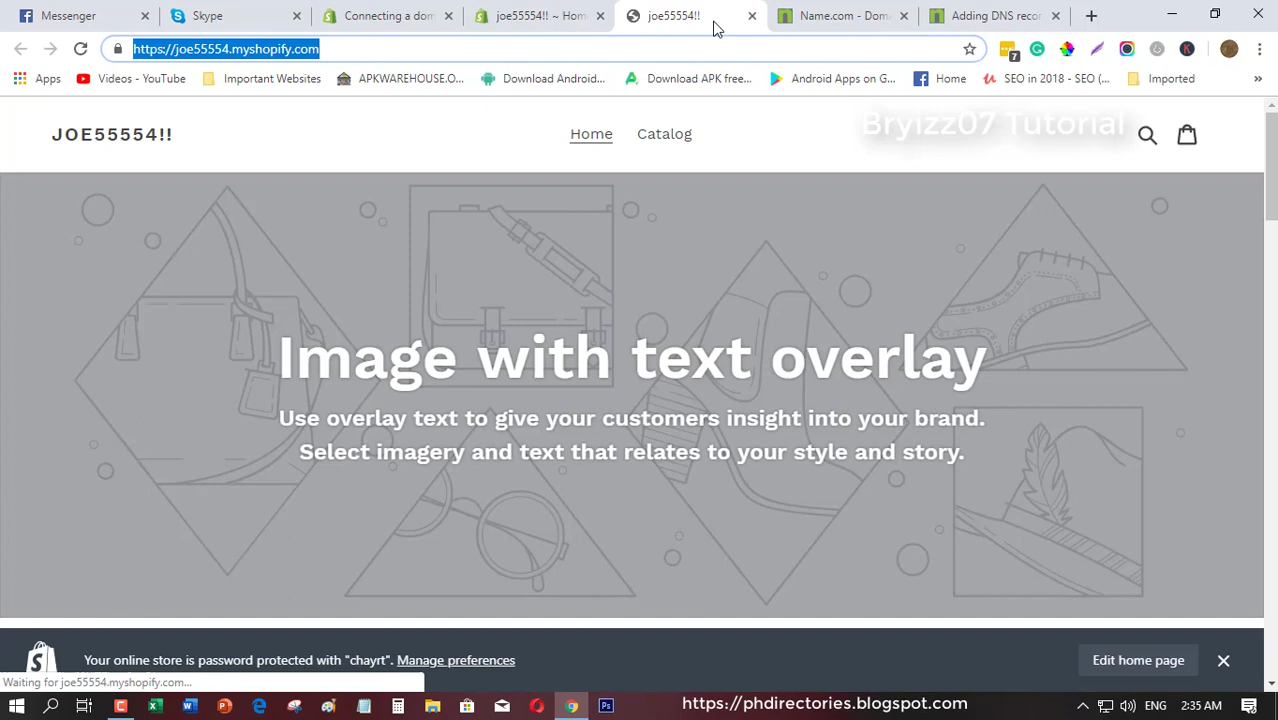 Messenger
Skype
Connecting a dom
joe55554!! ~ Hom
joe55554!!
Name.com - Dom
Adding DNS recor
https://joe55554.myshopify.com
7
K
Apps
Videos - YouTube
Important Websites
APKWAREHOUSE.C...
Download Android...
Download APK free...
Android Apps on G...
Home
SEO in 2018 - SEO (...
Imported
»
JOE55554!!
Home
Catalog
Bryizz07 Tutorial
Image with text overlay
Use overlay text to give your customers insight into your brand.
Select imagery and text that relates to your style and story.
Your online store is password protected with "chayrt". Manage preferences
Edit home page
Waiting for joe55554.myshopify.com...
https://phdirectories.blogspot.com
ENG
2:35 AM